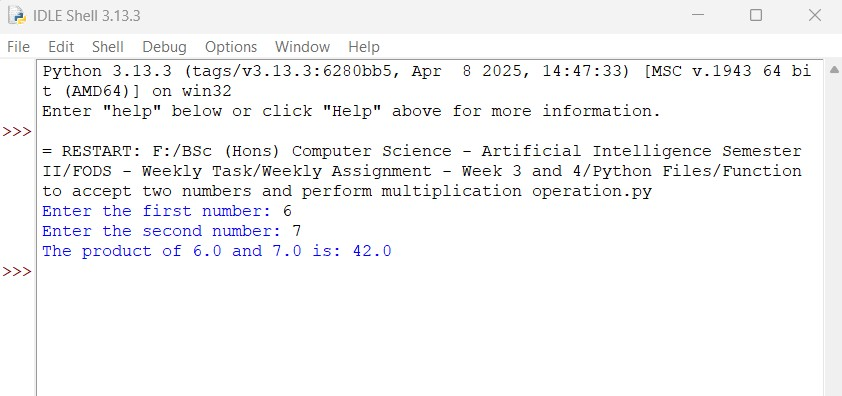 IDLE Shell 3.13.3
File Edit Shell Debug Options Window Help
Python 3.13.3 (tags/v3.13.3:6280bb5, Apr  8 2025, 14:47:33) [MSC v.1943 64 bi
t (AMD64)] on win32
Enter "help" below or click "Help" above for more information.
>>>
= RESTART: F:/BSc (Hons) Computer Science - Artificial Intelligence Semester
II/FODS - Weekly Task/Weekly Assignment - Week 3 and 4/Python Files/Function
to accept two numbers and perform multiplication operation.py
Enter the first number: 6
Enter the second number: 7
The product of 6.0 and 7.0 is: 42.0
>>>